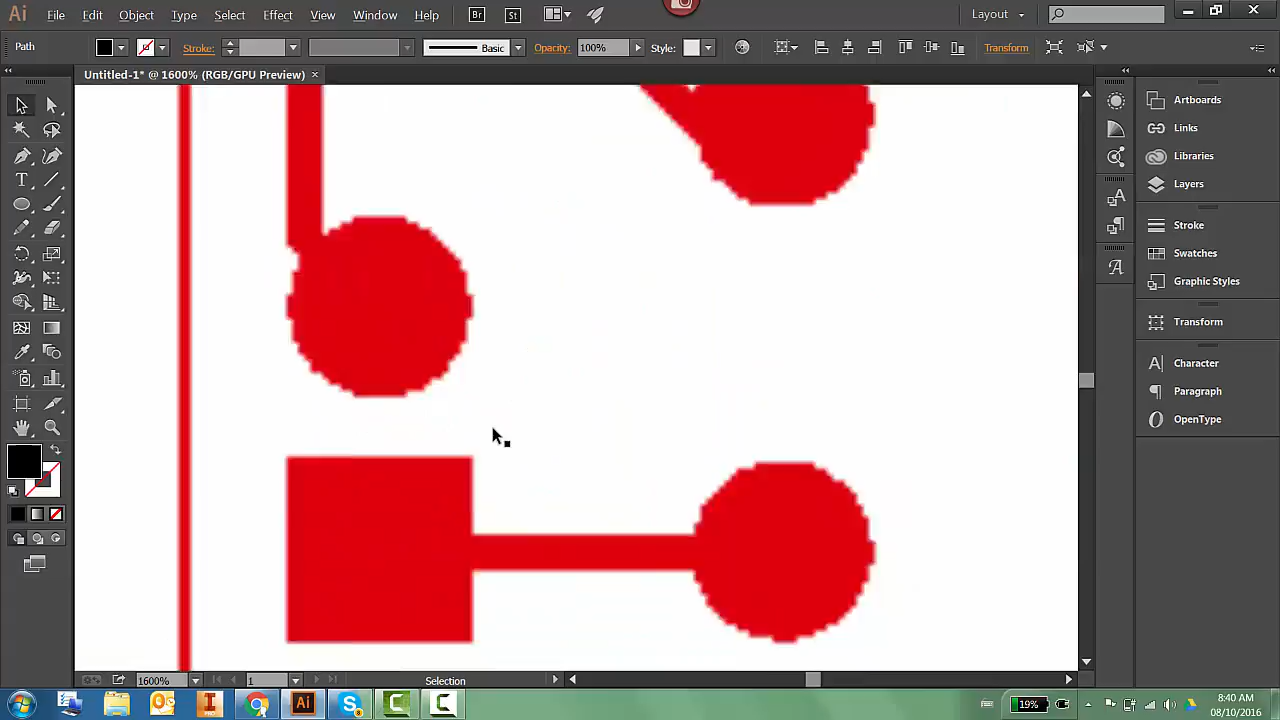 Ai File Edit Object Type Select Effect View Window Help Br St Layout
Path Stroke: Basic Opacity: 100% Style: Transform
Untitled-1* @ 1600% (RGB/GPU Preview) ×
Artboards
Links
Libraries
Layers
Stroke
Swatches
Graphic Styles
Transform
Character
Paragraph
OpenType
1600% 1 Selection
19% 8:40 AM
08/10/2016